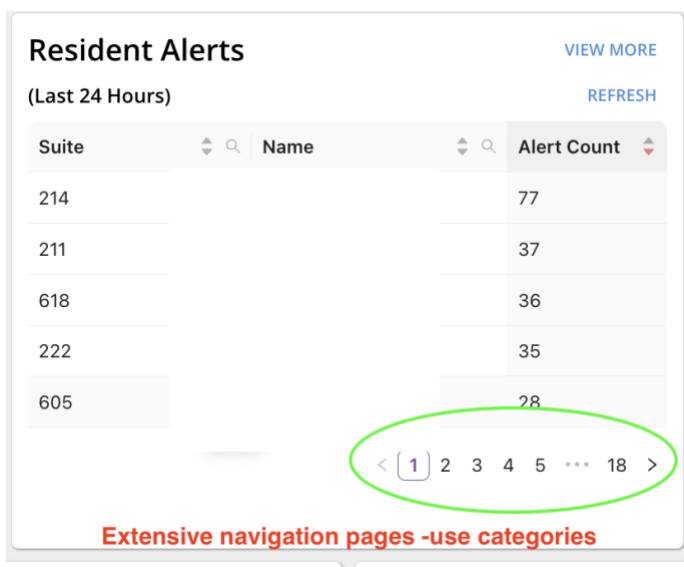 Resident Alerts
VIEW MORE
(Last 24 Hours)
REFRESH
Suite Name Alert Count
214 77
211 37
618 36
222 35
605 28
< 1 2 3 4 5 ••• 18 >
Extensive navigation pages -use categories